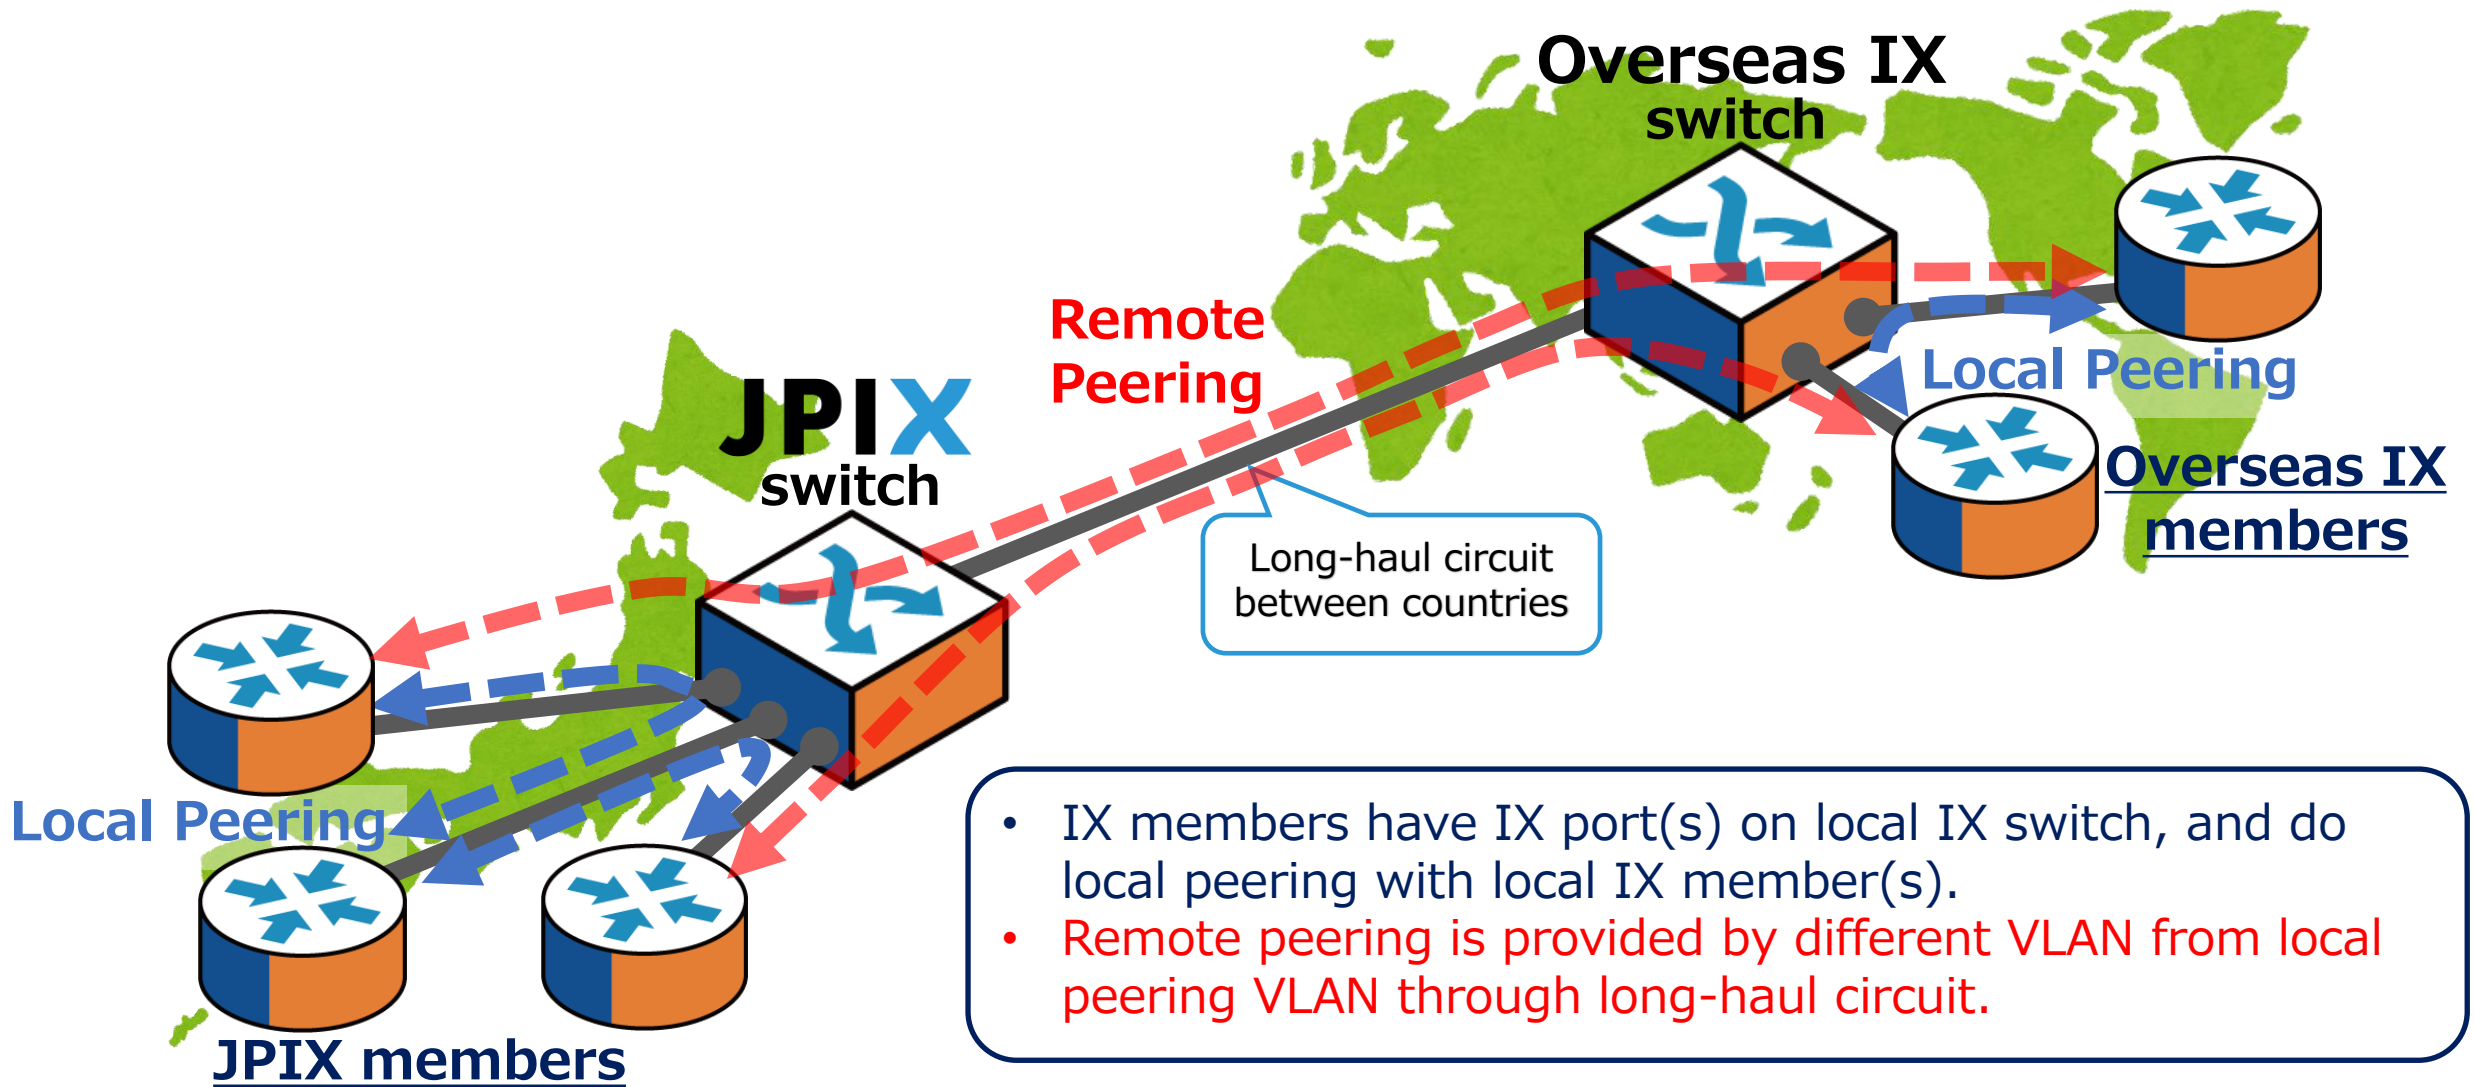 Overseas IX
switch
Remote
Peering
Local Peering
JPIX
switch
Overseas IX
members
Long-haul circuit
between countries
Local Peering
• IX members have IX port(s) on local IX switch, and do
local peering with local IX member(s).
• Remote peering is provided by different VLAN from local
peering VLAN through long-haul circuit.
JPIX members